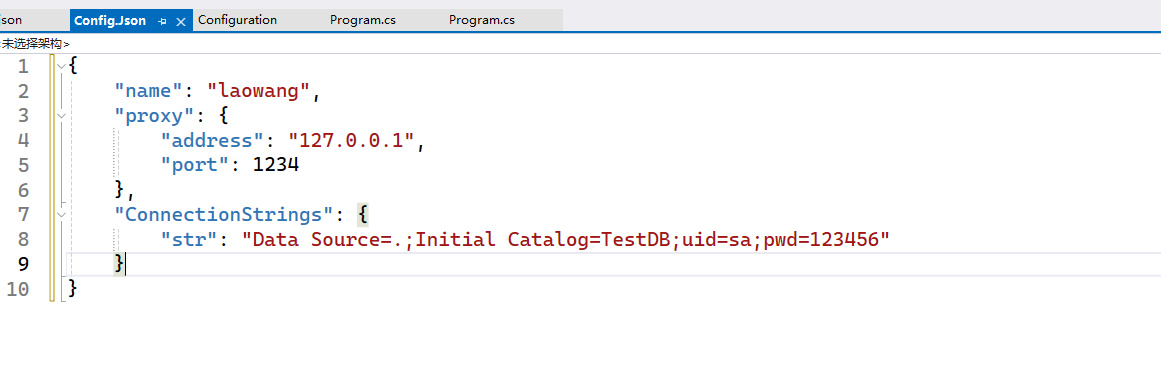 son Config.Json Configuration Program.cs Program.cs
<未选择架构>
1 {
2 "name": "laowang",
3 "proxy": {
4 "address": "127.0.0.1",
5 "port": 1234
6 },
7 "ConnectionStrings": {
8 "str": "Data Source=.;Initial Catalog=TestDB;uid=sa;pwd=123456"
9 }
10 }